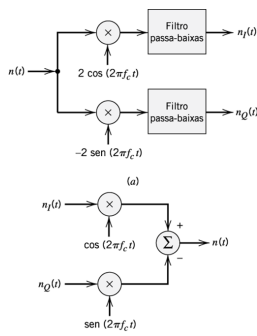 Filtro
passa-baixas
n_I(t)
n(t)
2 cos (2πf_c t)
Filtro
passa-baixas
n_Q(t)
−2 sen (2πf_c t)
(a)
n_I(t)
cos (2πf_c t)
+
Σ
n(t)
−
n_Q(t)
sen (2πf_c t)